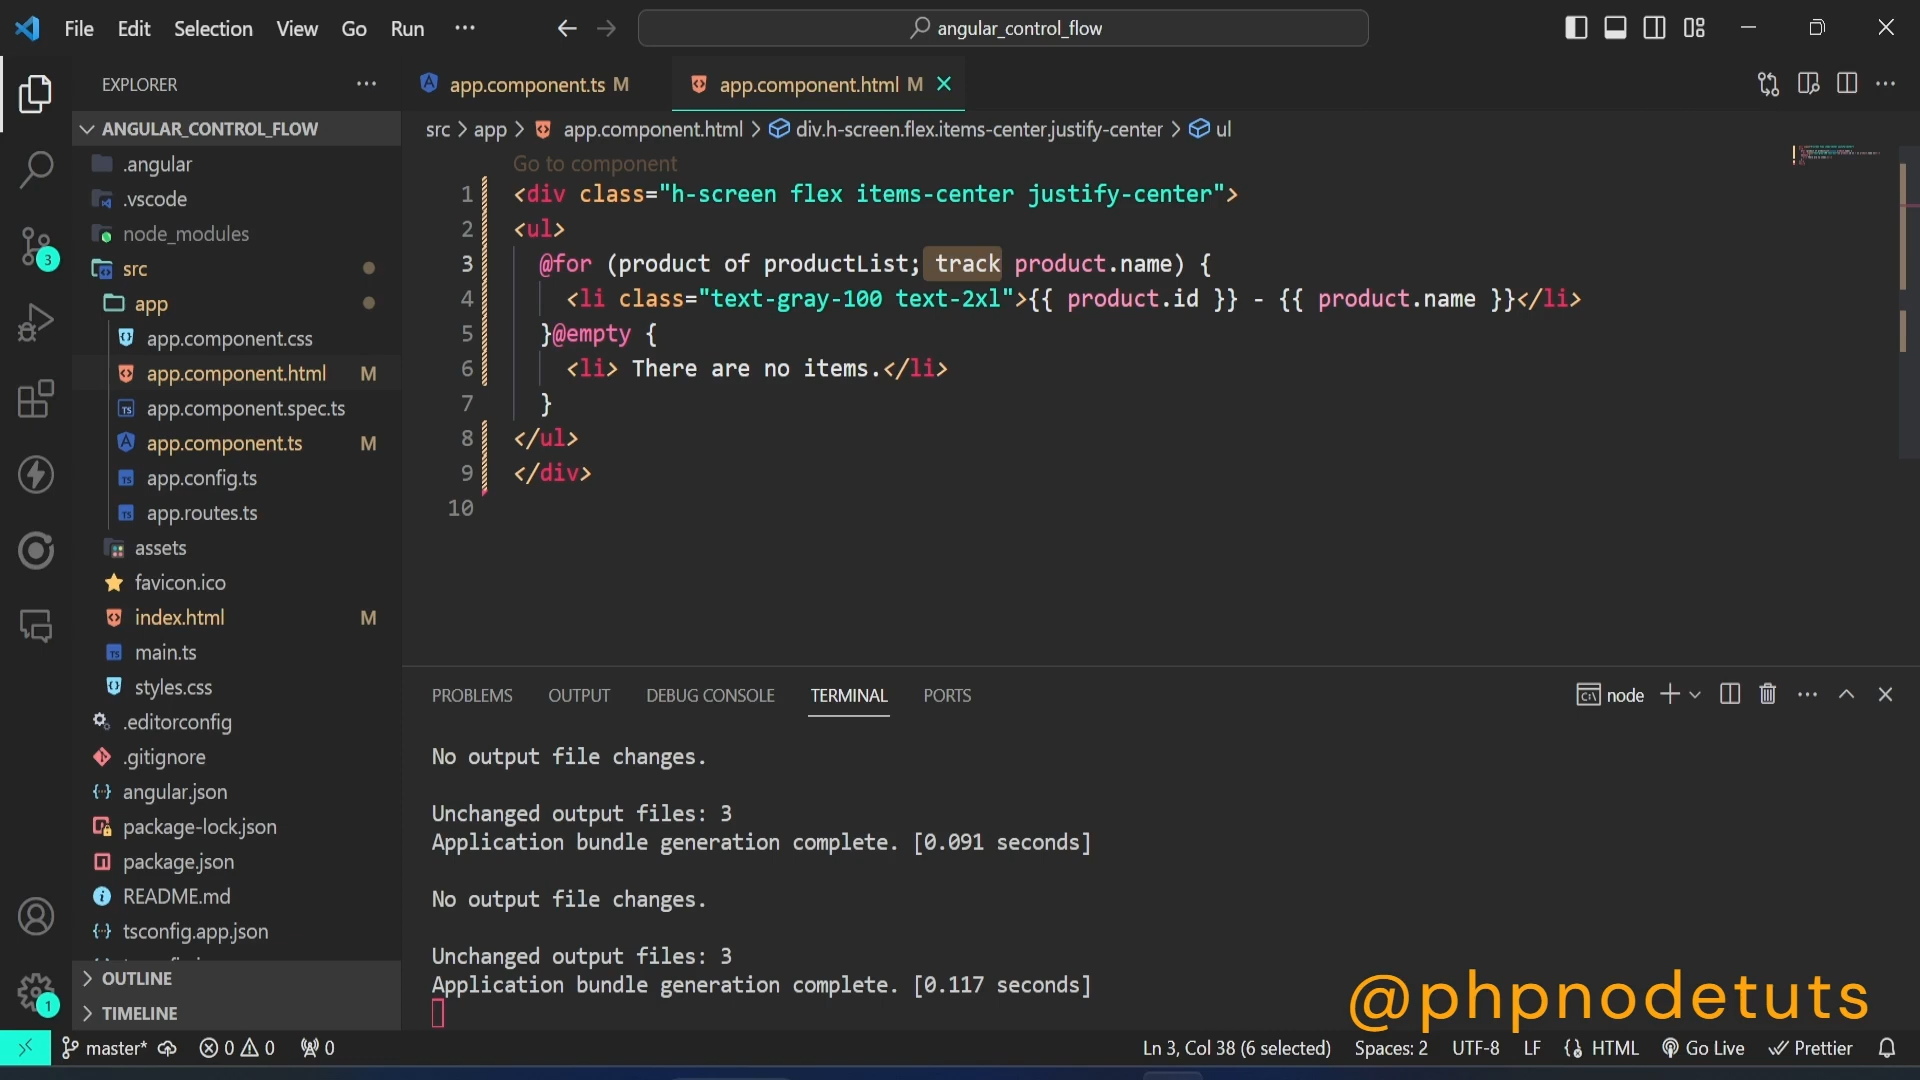 File Edit Selection View Go Run ··· angular_control_flow
EXPLORER ···
ANGULAR_CONTROL_FLOW
.angular
.vscode
node_modules
src
app
app.component.css
app.component.html M
app.component.spec.ts
app.component.ts M
app.config.ts
app.routes.ts
assets
favicon.ico
index.html M
main.ts
styles.css
.editorconfig
.gitignore
angular.json
package-lock.json
package.json
README.md
tsconfig.app.json
OUTLINE
TIMELINE
3
1
app.component.ts M app.component.html M
src > app > app.component.html > div.h-screen.flex.items-center.justify-center > ul
Go to component
1 <div class="h-screen flex items-center justify-center">
2 <ul>
3 @for (product of productList; track product.name) {
4 <li class="text-gray-100 text-2xl">{{ product.id }} - {{ product.name }}</li>
5 }@empty {
6 <li> There are no items.</li>
7 }
8 </ul>
9 </div>
10
PROBLEMS OUTPUT DEBUG CONSOLE TERMINAL PORTS node
No output file changes.
Unchanged output files: 3
Application bundle generation complete. [0.091 seconds]
No output file changes.
Unchanged output files: 3
Application bundle generation complete. [0.117 seconds]
@phpnodetuts
master* 0 0 0 Ln 3, Col 38 (6 selected) Spaces: 2 UTF-8 LF HTML Go Live Prettier